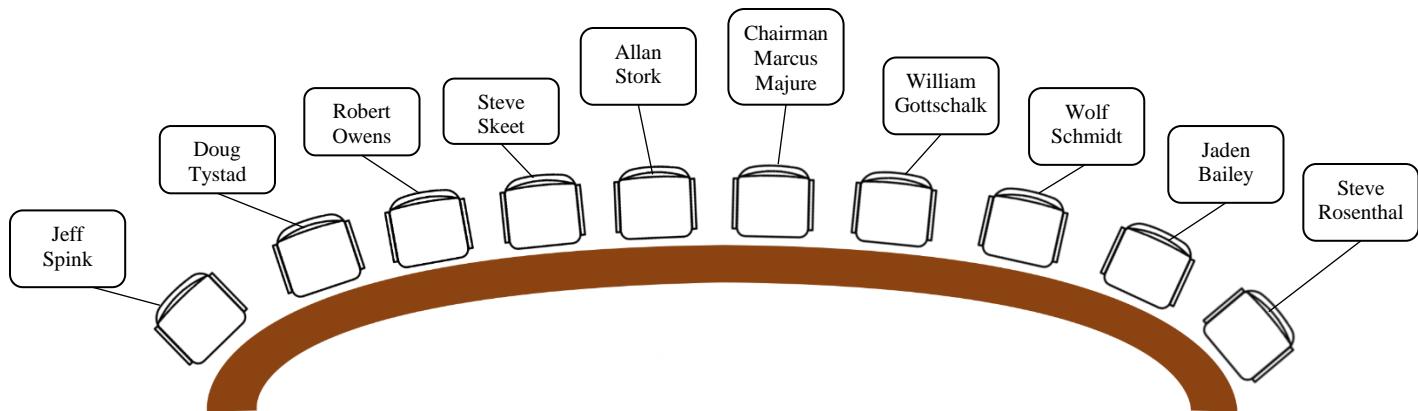 Jeff
Spink
Doug
Tystad
Robert
Owens
Steve
Skeet
Allan
Stork
Chairman
Marcus
Majure
William
Gottschalk
Wolf
Schmidt
Jaden
Bailey
Steve
Rosenthal